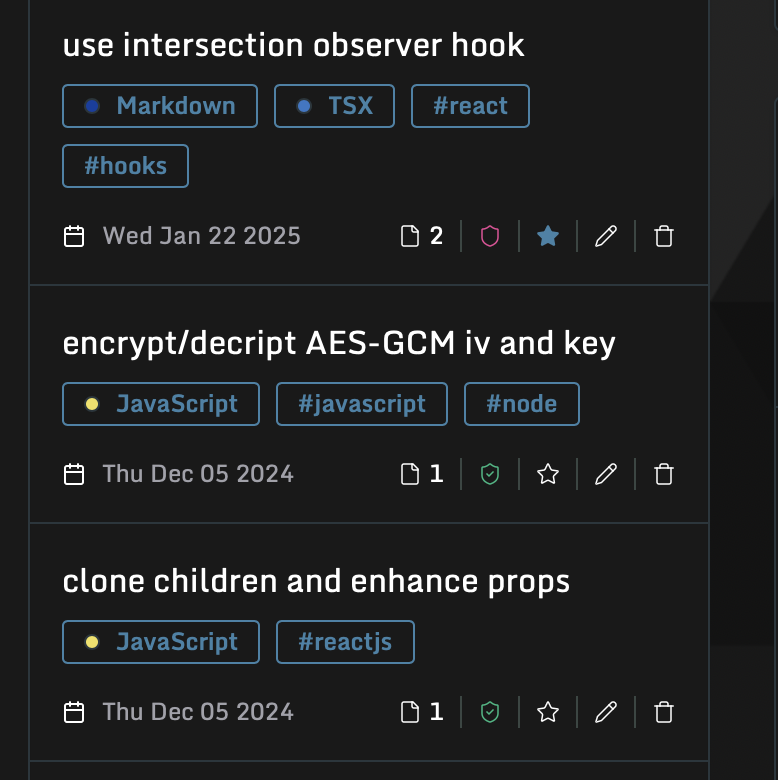 use intersection observer hook
Markdown TSX #react
#hooks
Wed Jan 22 2025 2
encrypt/decript AES-GCM iv and key
JavaScript #javascript #node
Thu Dec 05 2024 1
clone children and enhance props
JavaScript #reactjs
Thu Dec 05 2024 1